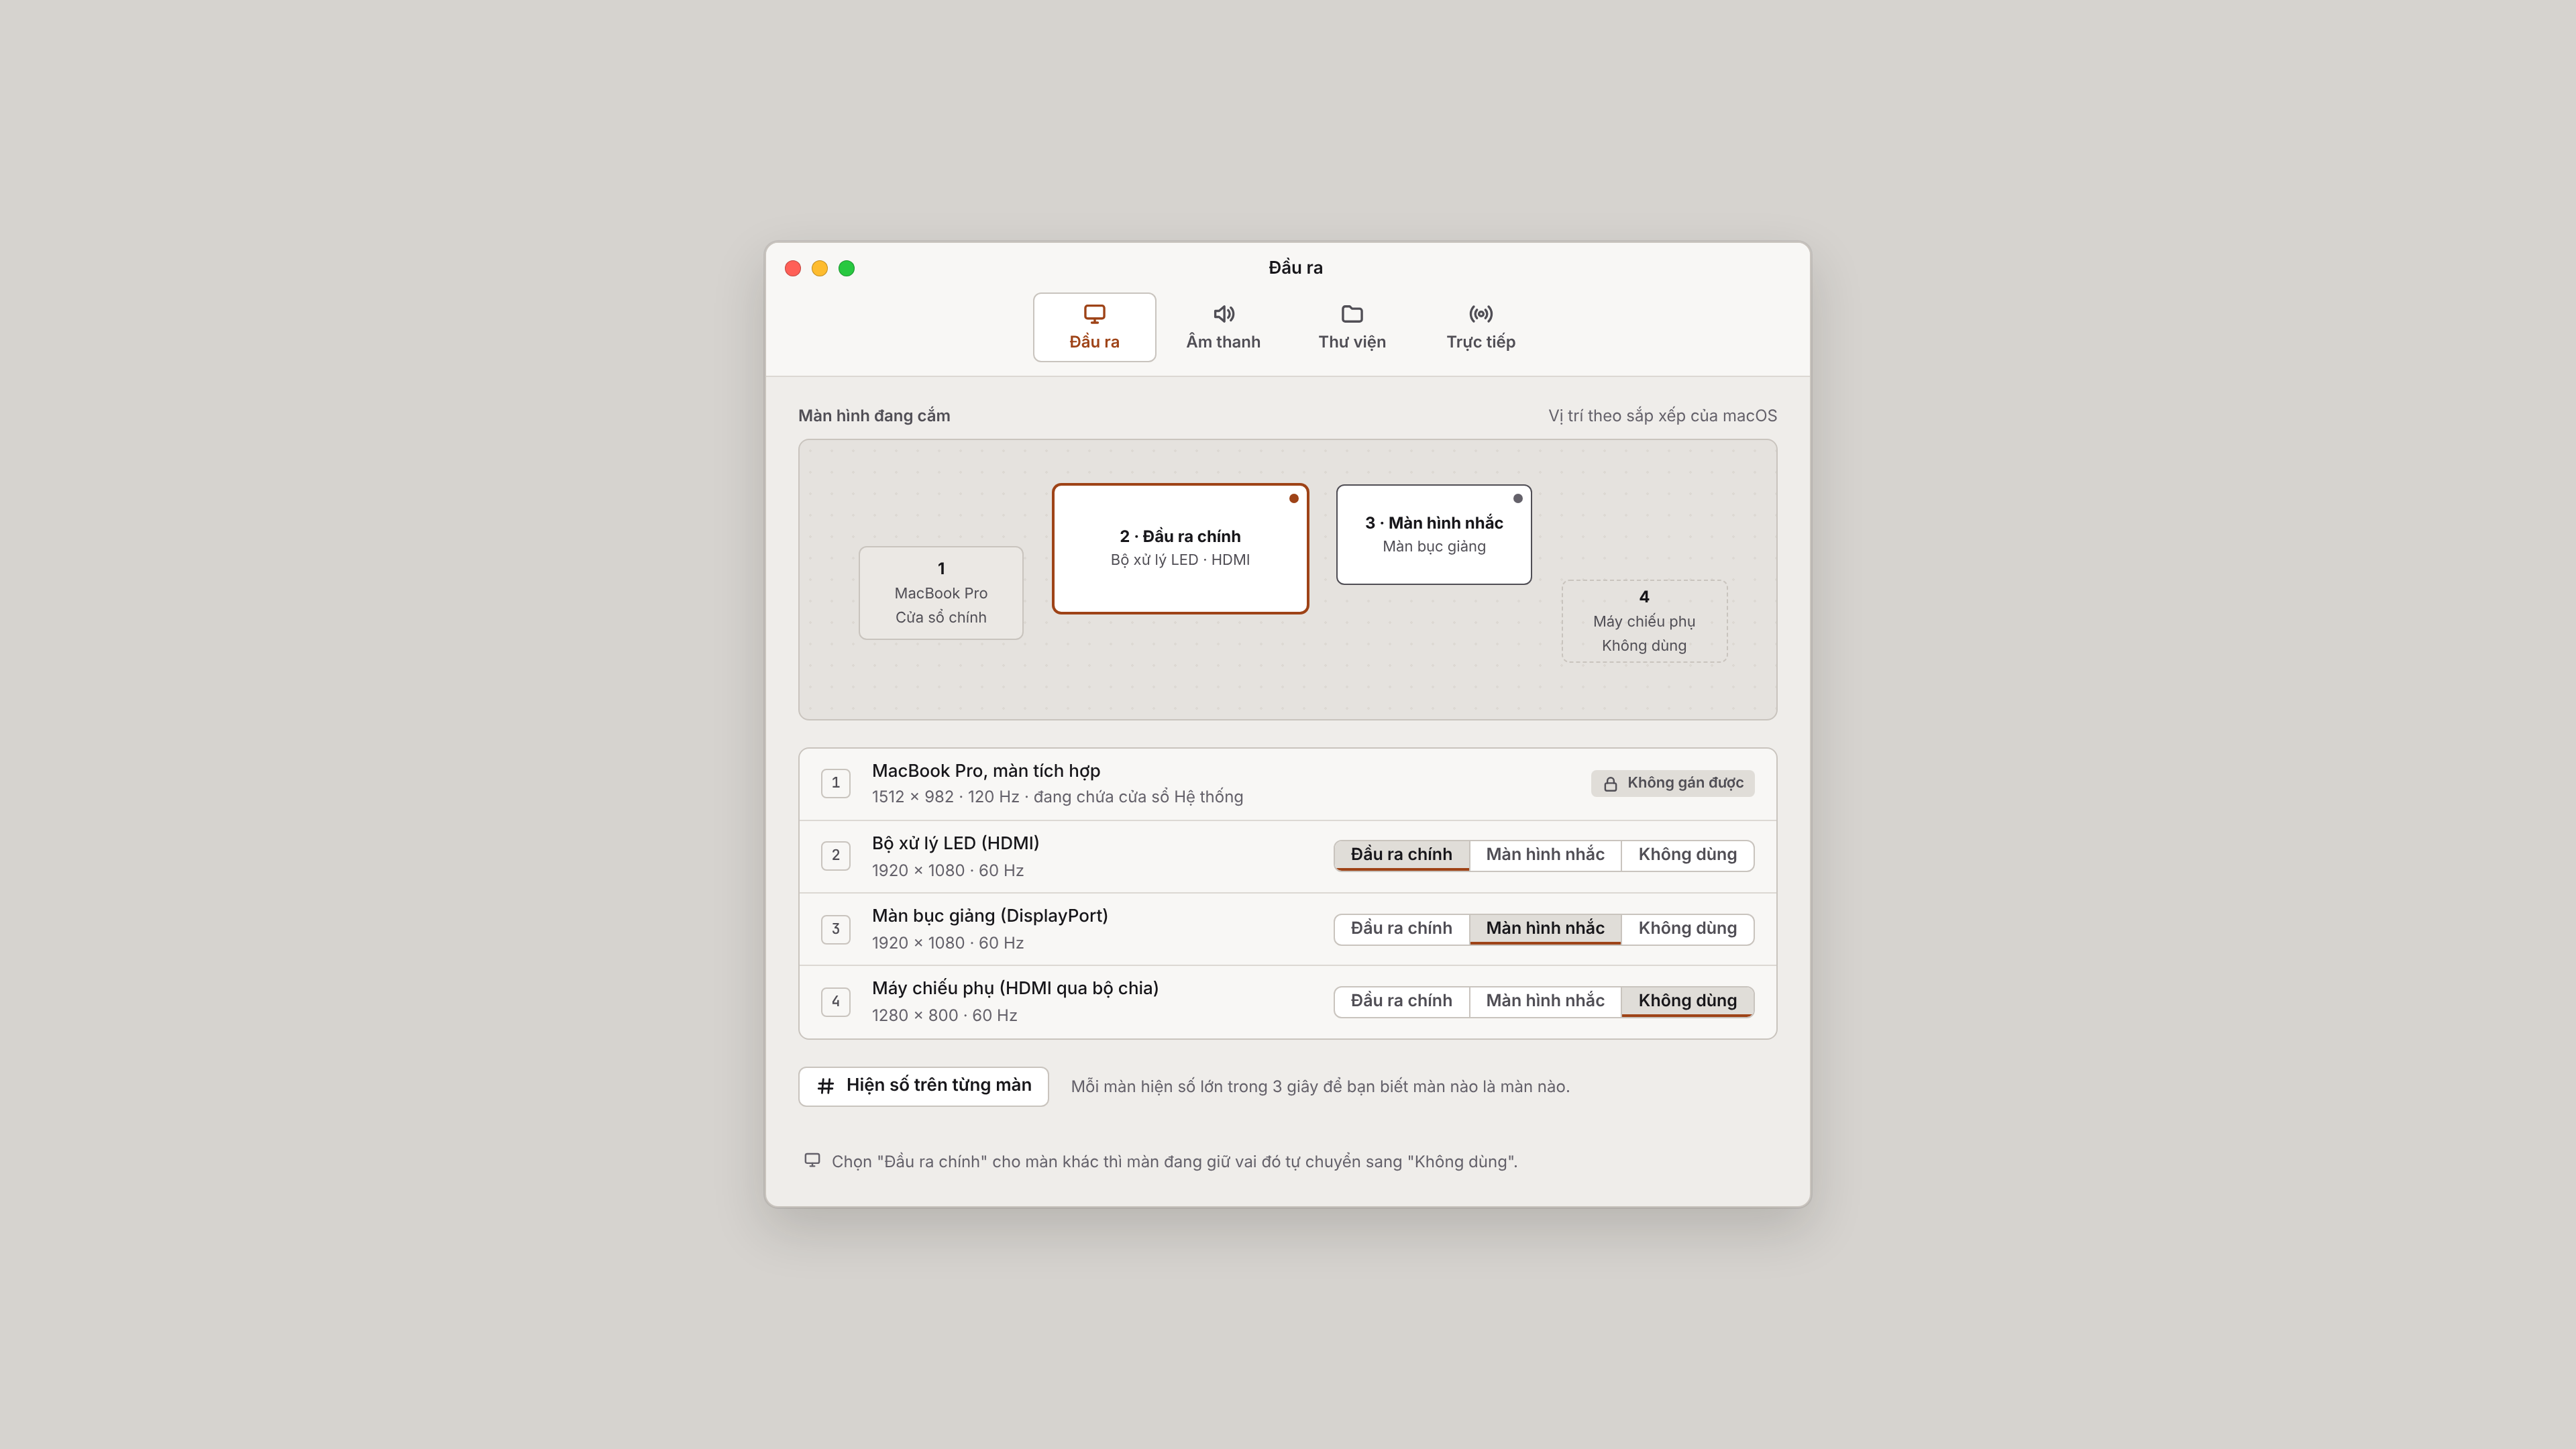 Đầu ra
Đầu ra
Âm thanh
Thư viện
Trực tiếp
Màn hình đang cắm
Vị trí theo sắp xếp của macOS
1
MacBook Pro
Cửa sổ chính
2 · Đầu ra chính
Bộ xử lý LED · HDMI
3 · Màn hình nhắc
Màn bục giảng
4
Máy chiếu phụ
Không dùng
1
MacBook Pro, màn tích hợp
1512 × 982 · 120 Hz · đang chứa cửa sổ Hệ thống
Không gán được
2
Bộ xử lý LED (HDMI)
1920 × 1080 · 60 Hz
Đầu ra chính
Màn hình nhắc
Không dùng
3
Màn bục giảng (DisplayPort)
1920 × 1080 · 60 Hz
Đầu ra chính
Màn hình nhắc
Không dùng
4
Máy chiếu phụ (HDMI qua bộ chia)
1280 × 800 · 60 Hz
Đầu ra chính
Màn hình nhắc
Không dùng
Hiện số trên từng màn
Mỗi màn hiện số lớn trong 3 giây để bạn biết màn nào là màn nào.
Chọn "Đầu ra chính" cho màn khác thì màn đang giữ vai đó tự chuyển sang "Không dùng".